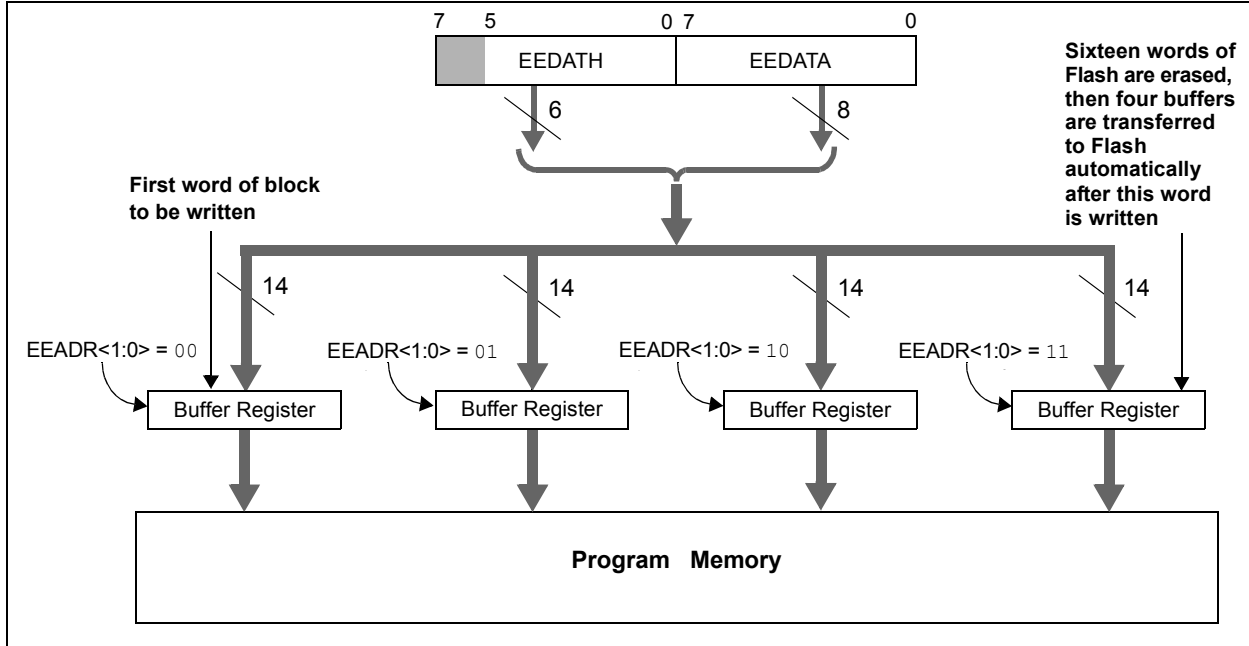 7 5 0 7 0
EEDATH EEDATA
6 8
Sixteen words of
Flash are erased,
then four buffers
are transferred
to Flash
automatically
after this word
is written
First word of block
to be written
14 14 14 14
EEADR<1:0> = 00 EEADR<1:0> = 01 EEADR<1:0> = 10 EEADR<1:0> = 11
Buffer Register Buffer Register Buffer Register Buffer Register
Program Memory